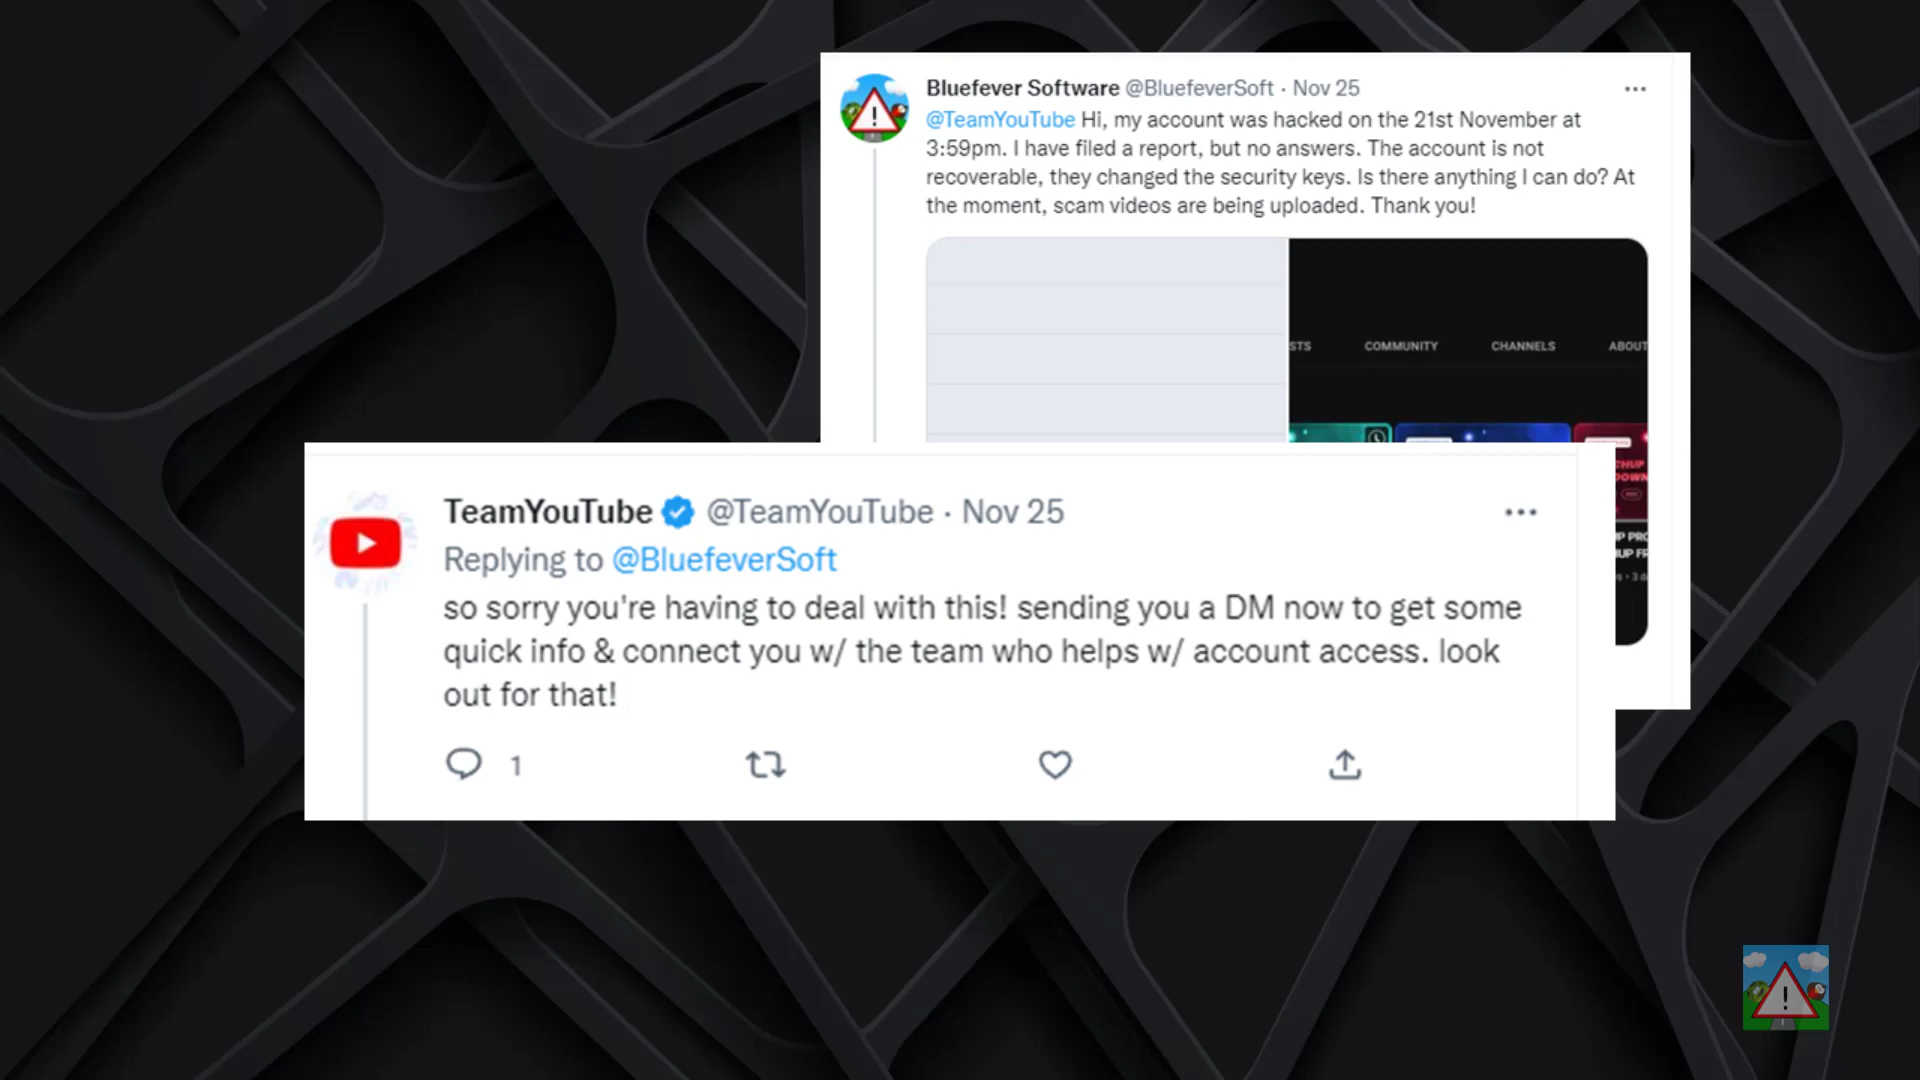 Bluefever Software @BluefeverSoft · Nov 25
@TeamYouTube Hi, my account was hacked on the 21st November at
3:59pm. I have filed a report, but no answers. The account is not
recoverable, they changed the security keys. Is there anything I can do? At
the moment, scam videos are being uploaded. Thank you!
COMMUNITY CHANNELS ABOUT
TeamYouTube @TeamYouTube · Nov 25
Replying to @BluefeverSoft
so sorry you're having to deal with this! sending you a DM now to get some
quick info & connect you w/ the team who helps w/ account access. look
out for that!
1